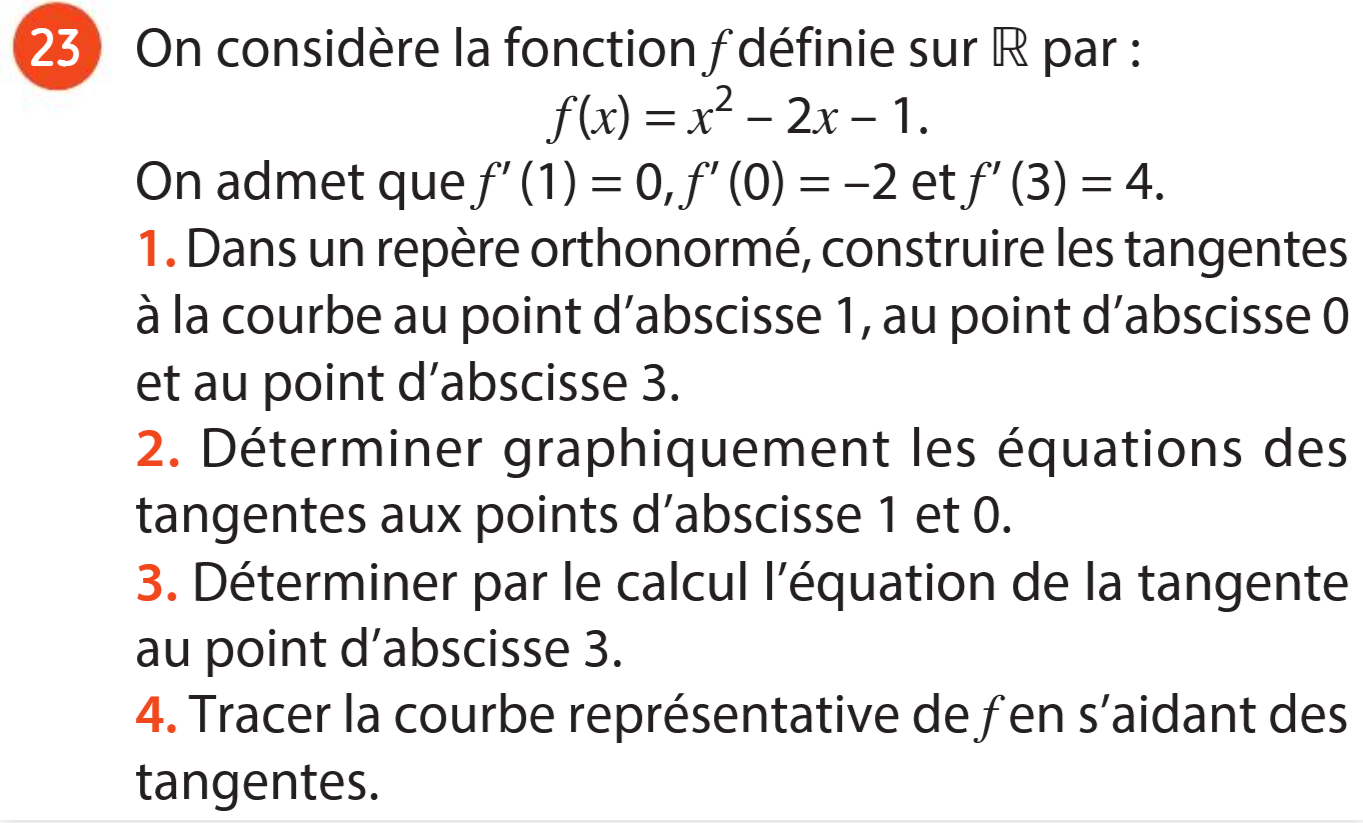 23 On considère la fonction f définie sur ℝ par :
f(x) = x² – 2x – 1.
On admet que f′(1) = 0, f′(0) = –2 et f′(3) = 4.
1. Dans un repère orthonormé, construire les tangentes
à la courbe au point d’abscisse 1, au point d’abscisse 0
et au point d’abscisse 3.
2. Déterminer graphiquement les équations des
tangentes aux points d’abscisse 1 et 0.
3. Déterminer par le calcul l’équation de la tangente
au point d’abscisse 3.
4. Tracer la courbe représentative de f en s’aidant des
tangentes.